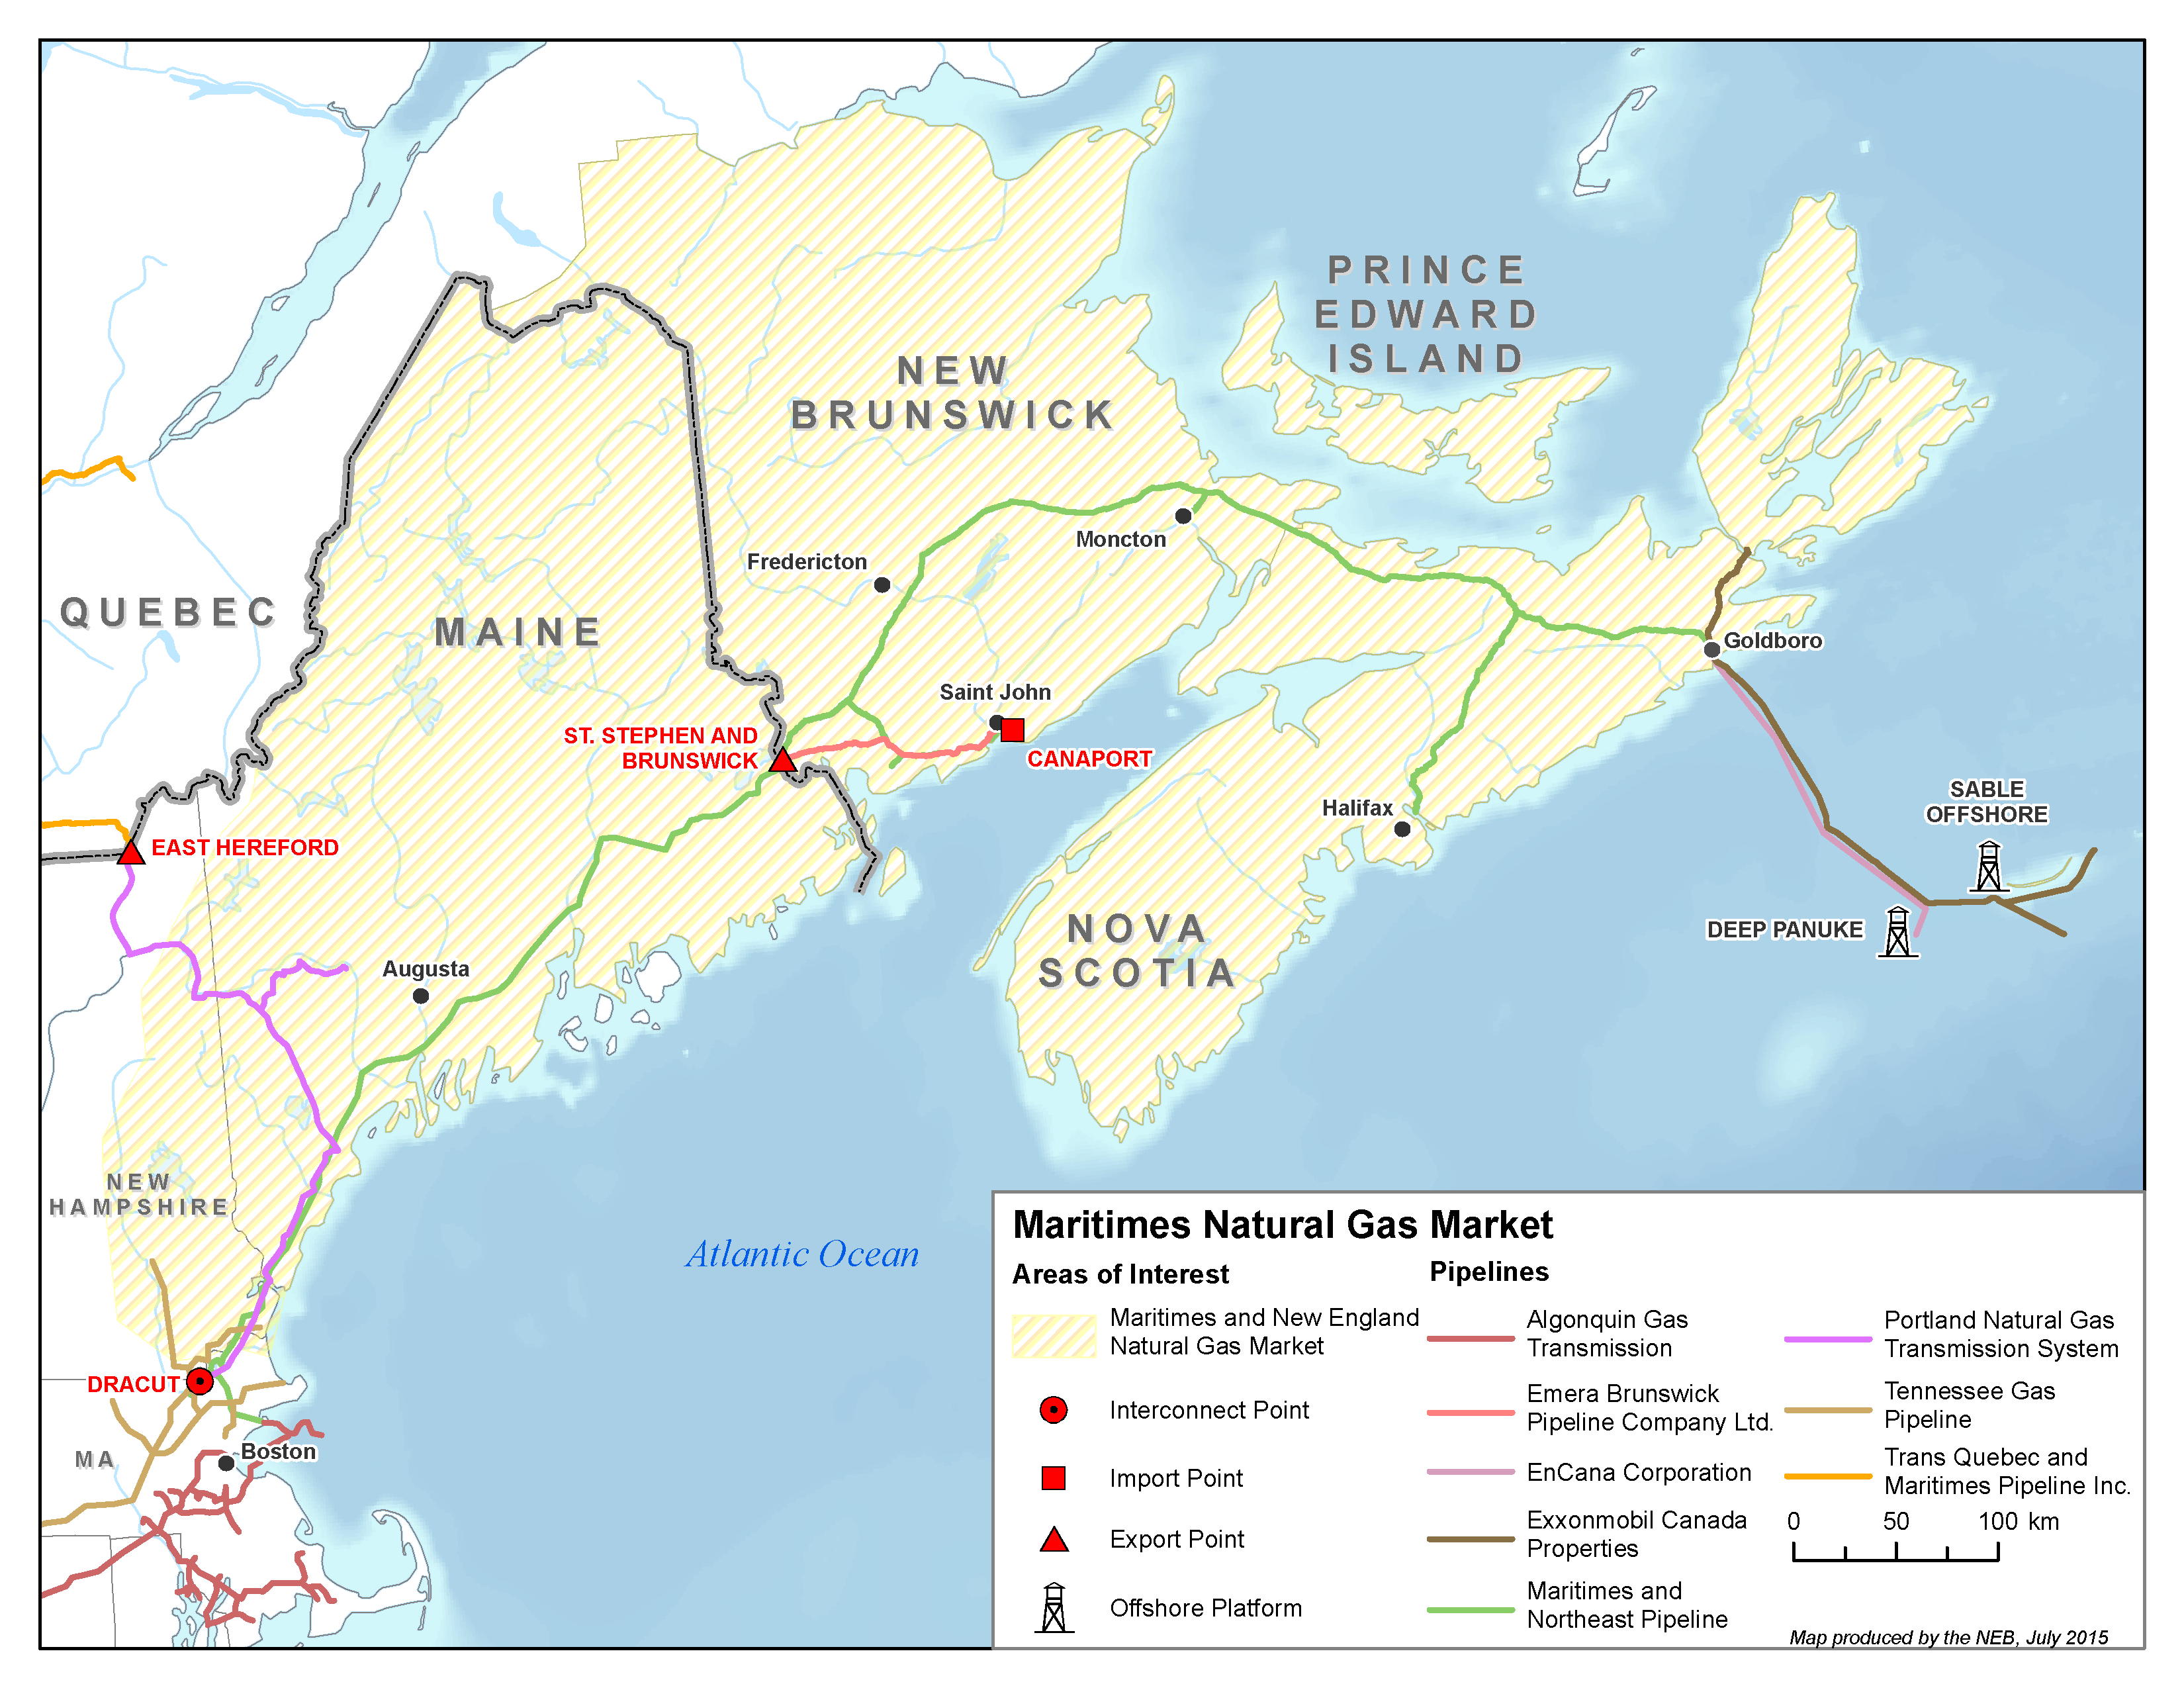 PRINCE
EDWARD
ISLAND
NEW
BRUNSWICK
Moncton
Fredericton
QUEBEC
MAINE
Goldboro
Saint John
ST. STEPHEN AND
BRUNSWICK
CANAPORT
SABLE
OFFSHORE
Halifax
EAST HEREFORD
NOVA
SCOTIA
DEEP PANUKE
Augusta
NEW
HAMPSHIRE
Atlantic Ocean
DRACUT
MA
Boston
Maritimes Natural Gas Market
Areas of Interest
Maritimes and New England
Natural Gas Market
Interconnect Point
Import Point
Export Point
Offshore Platform
Pipelines
Algonquin Gas
Transmission
Emera Brunswick
Pipeline Company Ltd.
EnCana Corporation
Exxonmobil Canada
Properties
Maritimes and
Northeast Pipeline
Portland Natural Gas
Transmission System
Tennessee Gas
Pipeline
Trans Quebec and
Maritimes Pipeline Inc.
0 50 100 km
Map produced by the NEB, July 2015